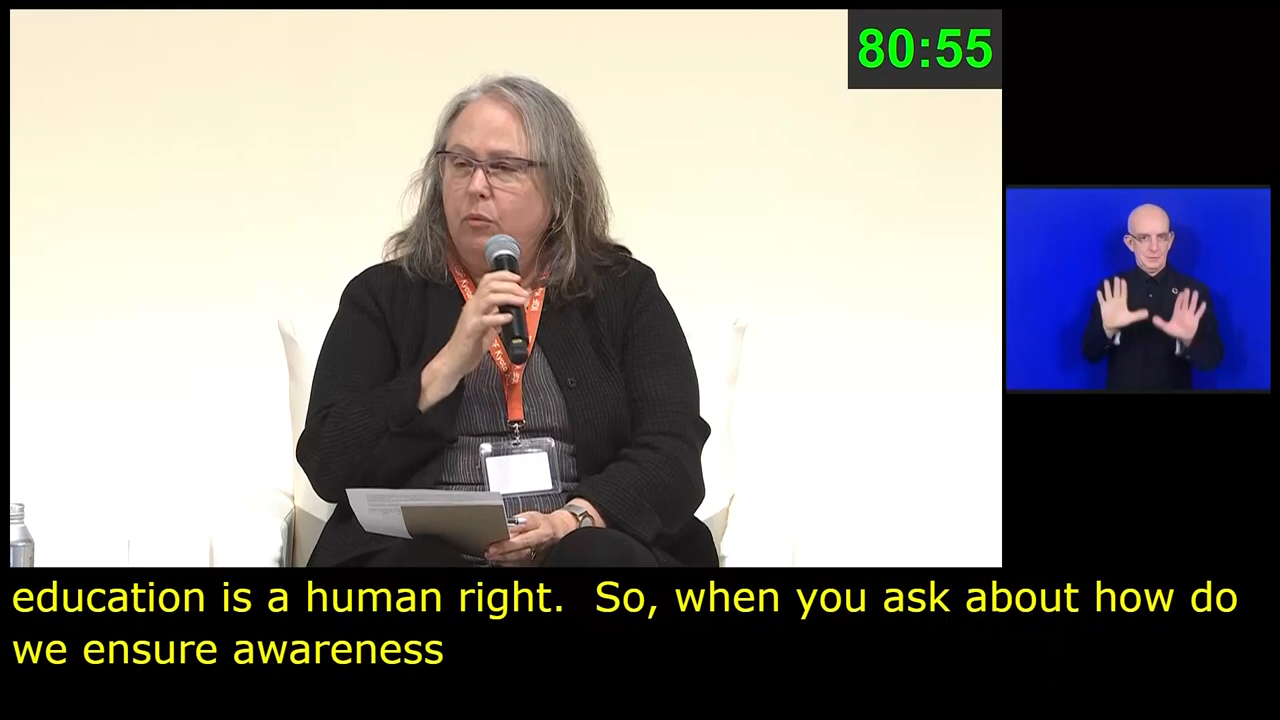 80:55
education is a human right.  So, when you ask about how do
we ensure awareness